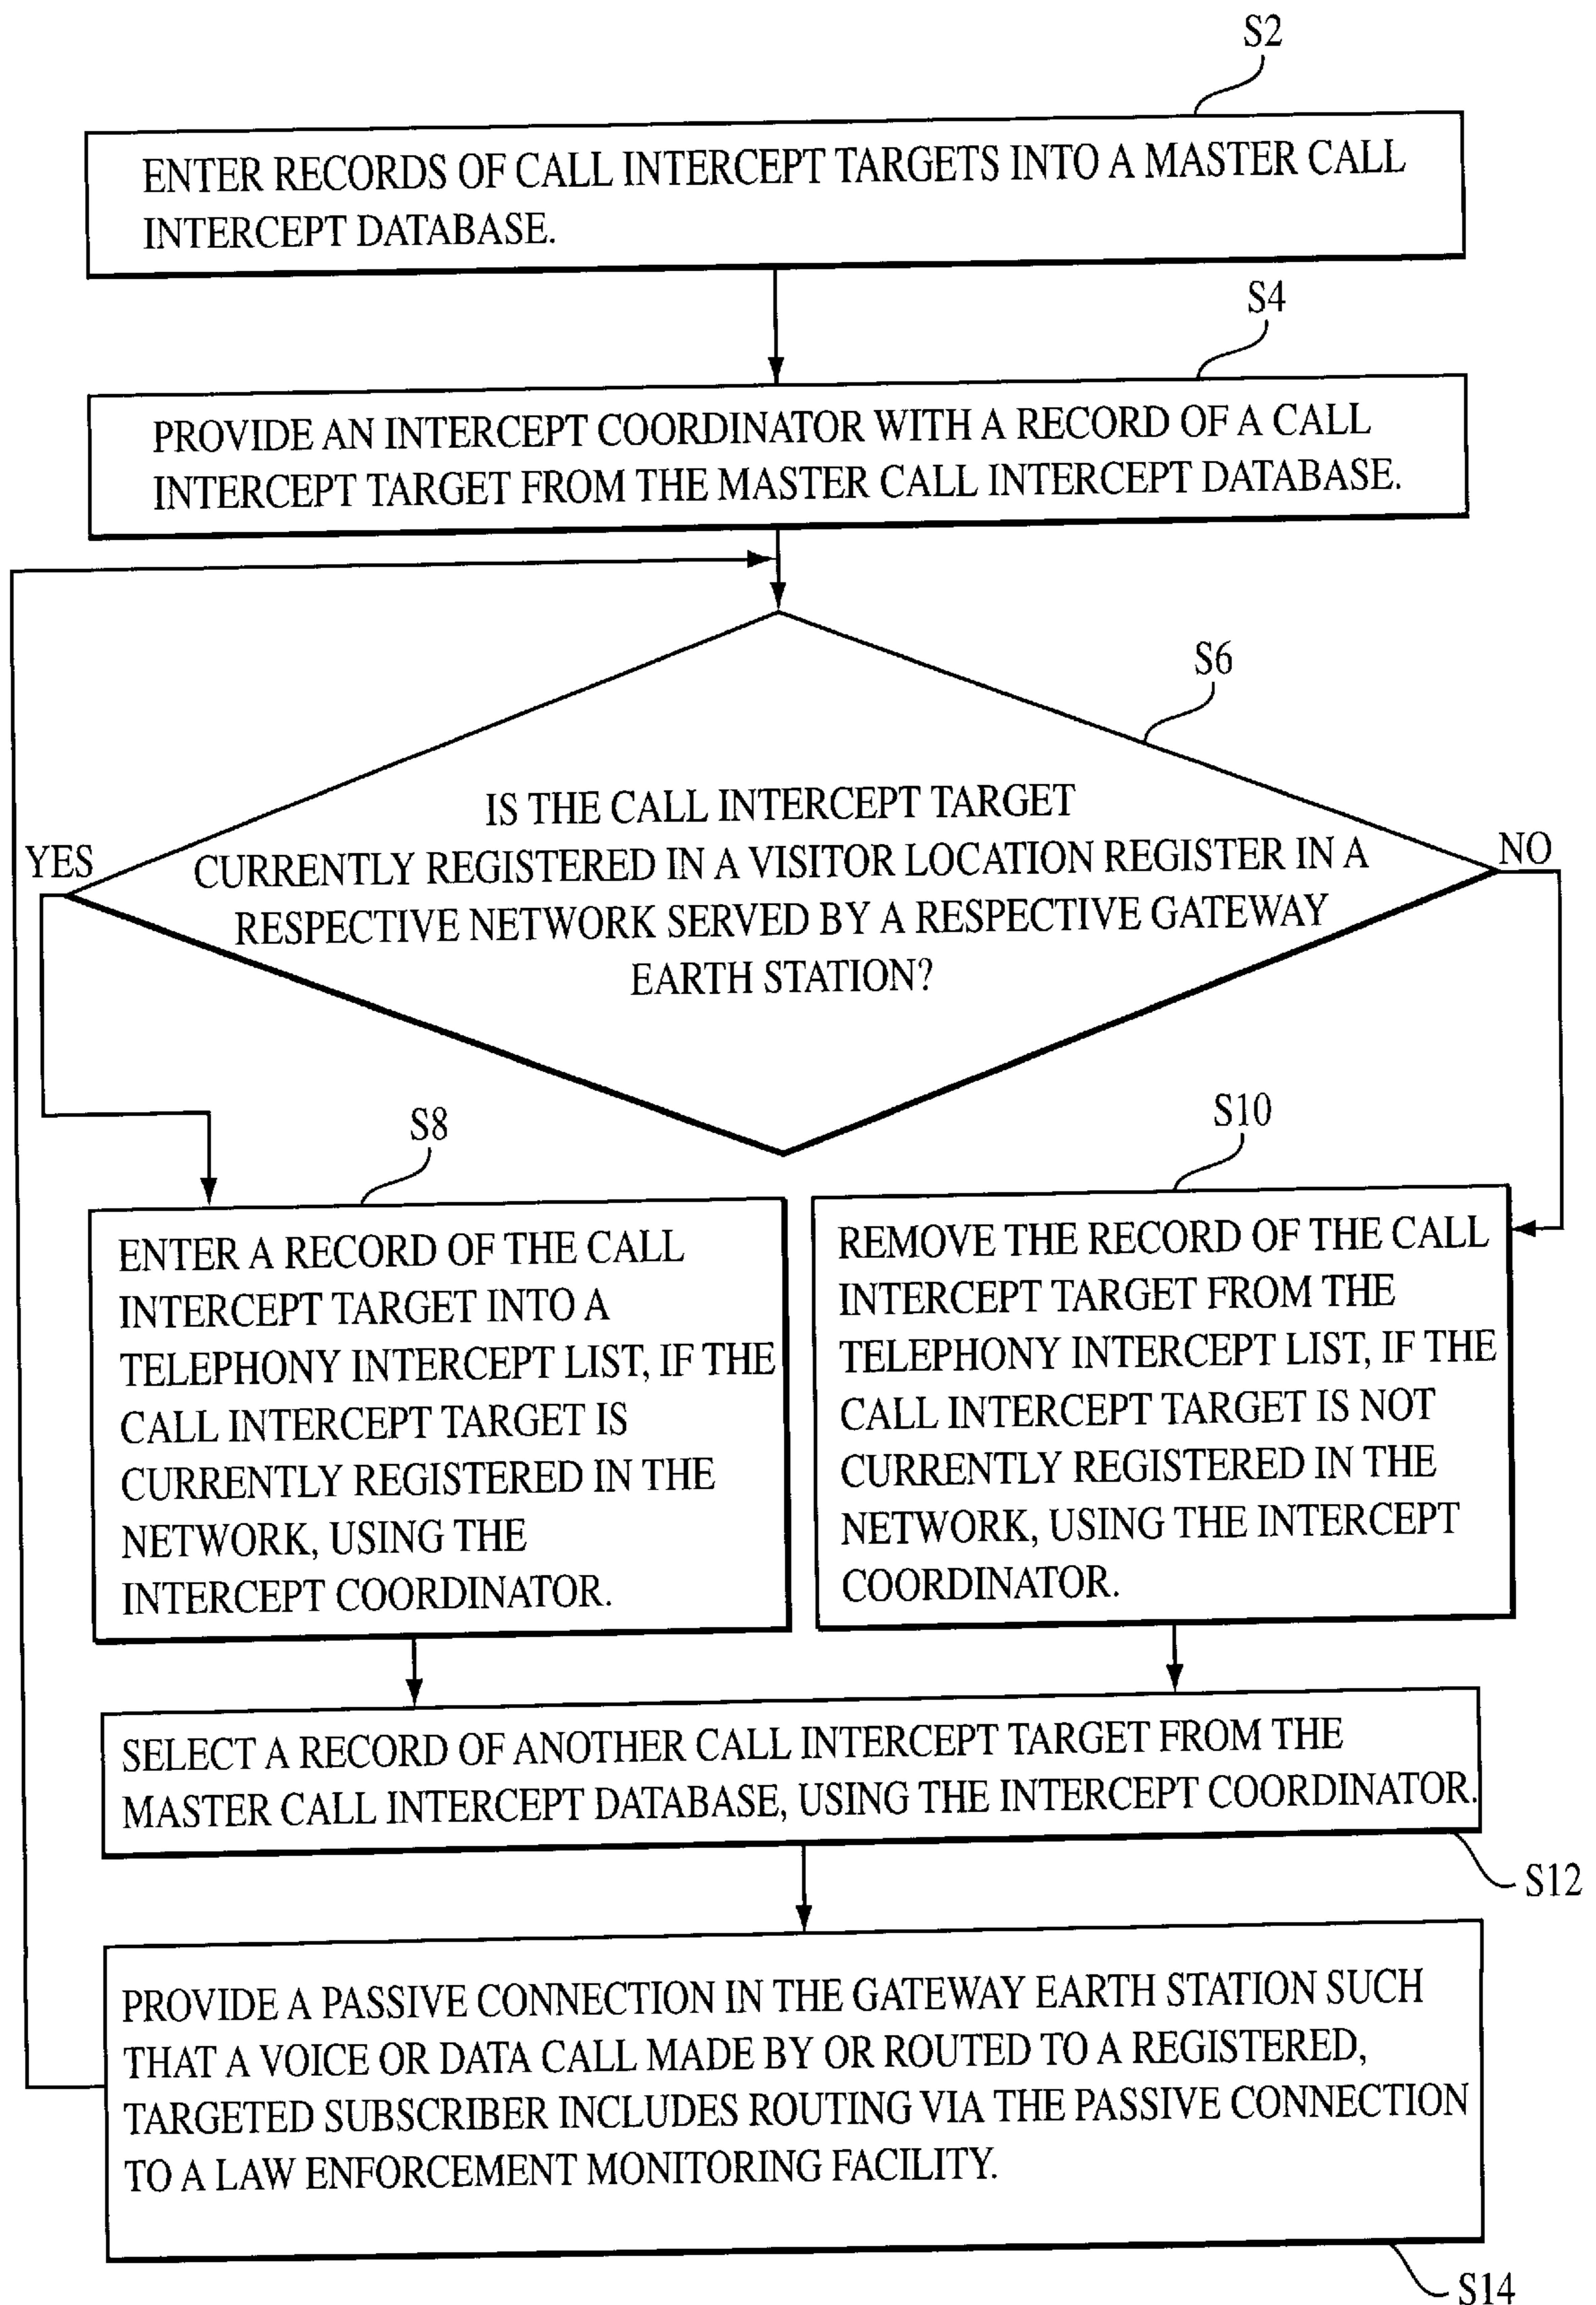 S2
ENTER RECORDS OF CALL INTERCEPT TARGETS INTO A MASTER CALL
INTERCEPT DATABASE.
S4
PROVIDE AN INTERCEPT COORDINATOR WITH A RECORD OF A CALL
INTERCEPT TARGET FROM THE MASTER CALL INTERCEPT DATABASE.
S6
IS THE CALL INTERCEPT TARGET
CURRENTLY REGISTERED IN A VISITOR LOCATION REGISTER IN A
RESPECTIVE NETWORK SERVED BY A RESPECTIVE GATEWAY
EARTH STATION?
YES
NO
S8
ENTER A RECORD OF THE CALL
INTERCEPT TARGET INTO A
TELEPHONY INTERCEPT LIST, IF THE
CALL INTERCEPT TARGET IS
CURRENTLY REGISTERED IN THE
NETWORK, USING THE
INTERCEPT COORDINATOR.
S10
REMOVE THE RECORD OF THE CALL
INTERCEPT TARGET FROM THE
TELEPHONY INTERCEPT LIST, IF THE
CALL INTERCEPT TARGET IS NOT
CURRENTLY REGISTERED IN THE
NETWORK, USING THE INTERCEPT
COORDINATOR.
SELECT A RECORD OF ANOTHER CALL INTERCEPT TARGET FROM THE
MASTER CALL INTERCEPT DATABASE, USING THE INTERCEPT COORDINATOR.
S12
PROVIDE A PASSIVE CONNECTION IN THE GATEWAY EARTH STATION SUCH
THAT A VOICE OR DATA CALL MADE BY OR ROUTED TO A REGISTERED,
TARGETED SUBSCRIBER INCLUDES ROUTING VIA THE PASSIVE CONNECTION
TO A LAW ENFORCEMENT MONITORING FACILITY.
S14